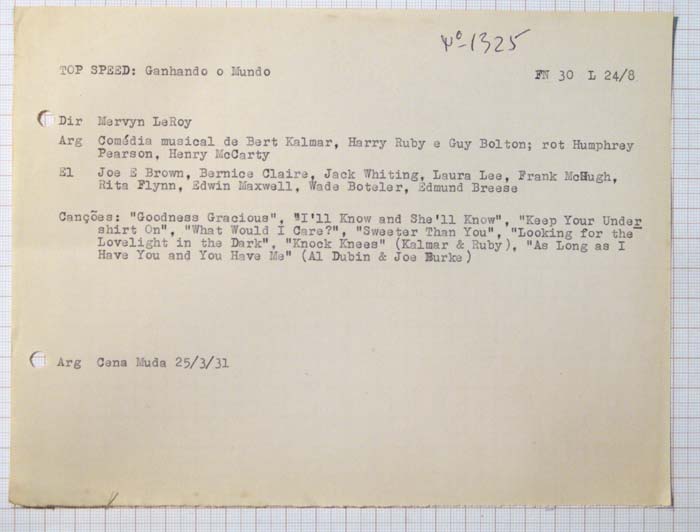 Nº 1325
TOP SPEED: Ganhando o Mundo FN 30 L 24/8
Dir Mervyn LeRoy
Arg Comédia musical de Bert Kalmar, Harry Ruby e Guy Bolton; rot Humphrey
Pearson, Henry McCarty
El Joe E Brown, Bernice Claire, Jack Whiting, Laura Lee, Frank McHugh,
Rita Flynn, Edwin Maxwell, Wade Boteler, Edmund Breese
Canções: "Goodness Gracious", "I'll Know and She'll Know", "Keep Your Under_
shirt On", "What Would I Care?", "Sweeter Than You", "Looking for the
Lovelight in the Dark", "Knock Knees" (Kalmar & Ruby), "As Long as I
Have You and You Have Me" (Al Dubin & Joe Burke)
Arg Cena Muda 25/3/31